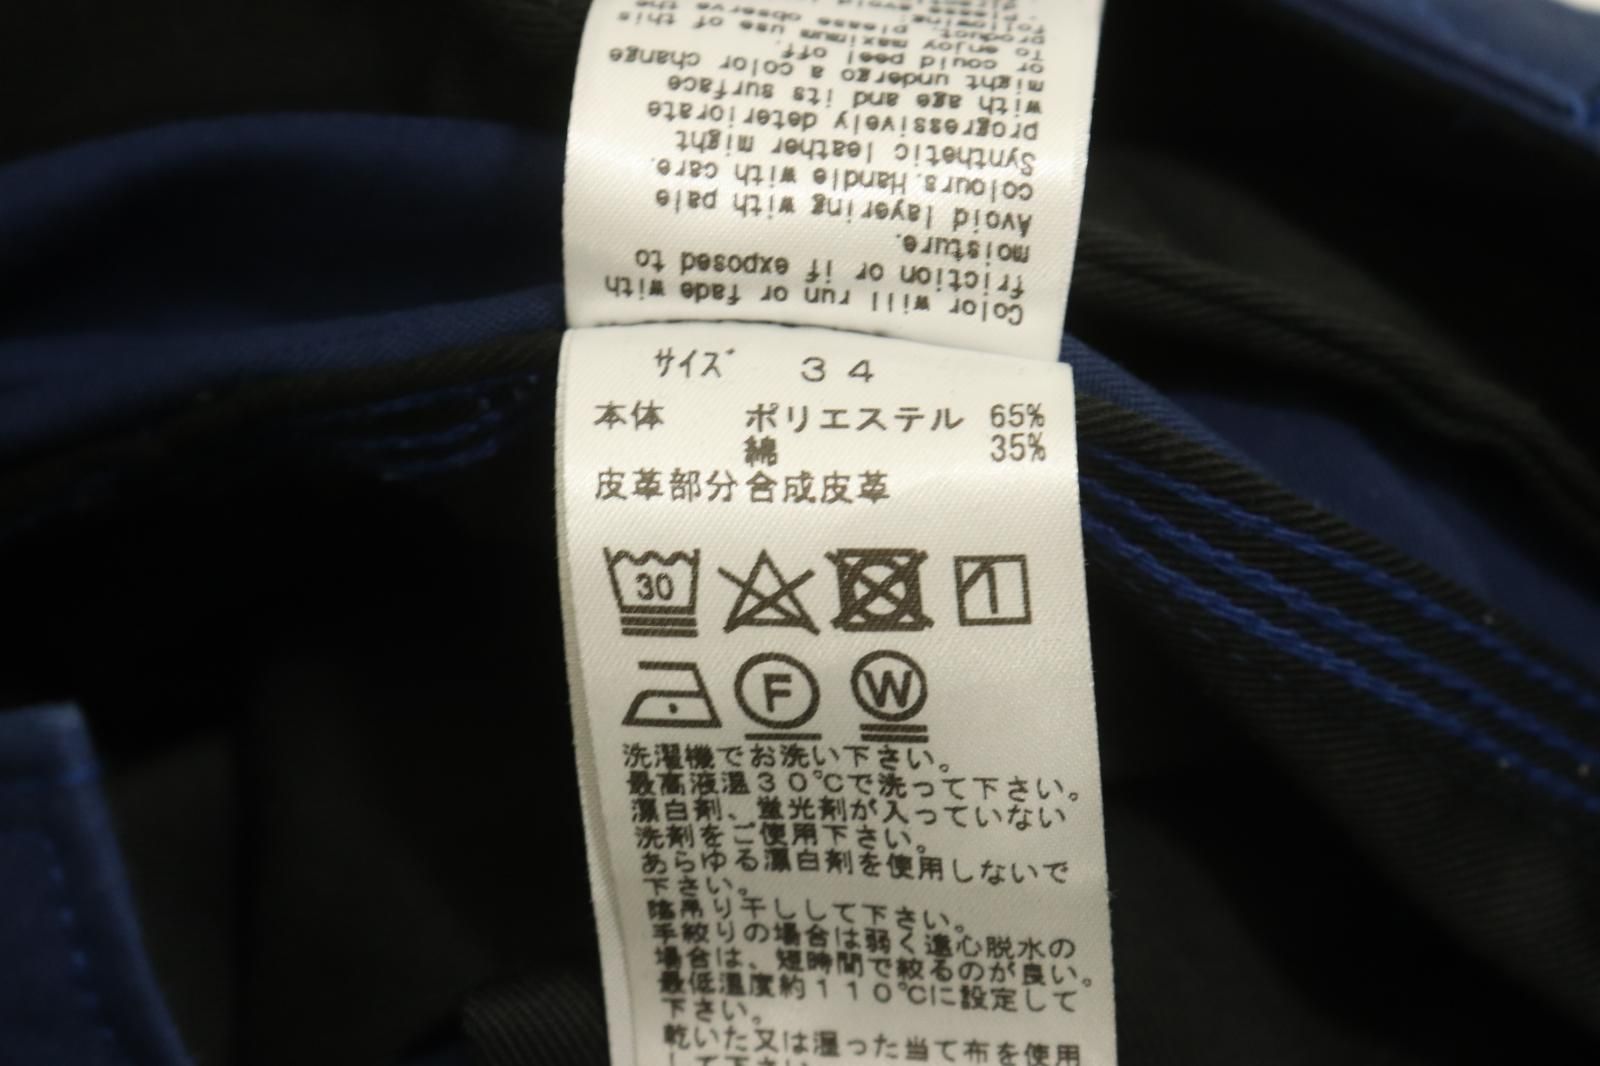 Color will run or fade with
friction or if exposed to
moisture.
Avoid layering with pale
colours. Handle with care.
Synthetic leather might
progressively deteriorate
with age and its surface
might undergo a color change
or could peel off.
To enjoy maximum use of this
product, please observe the
サイズ 34
本体 ポリエステル 65%
綿 35%
皮革部分合成皮革
30
F W
洗濯機でお洗い下さい。
最高液温30℃で洗って下さい。
漂白剤、蛍光剤が入っていない
洗剤をご使用下さい。
あらゆる漂白剤を使用しないで
下さい。
陰吊り干しして下さい。
手絞りの場合は弱く遠心脱水の
場合は、短時間で絞るのが良い。
最低温度約110℃に設定して
下さい。
乾いた又は湿った当て布を使用
して下さい